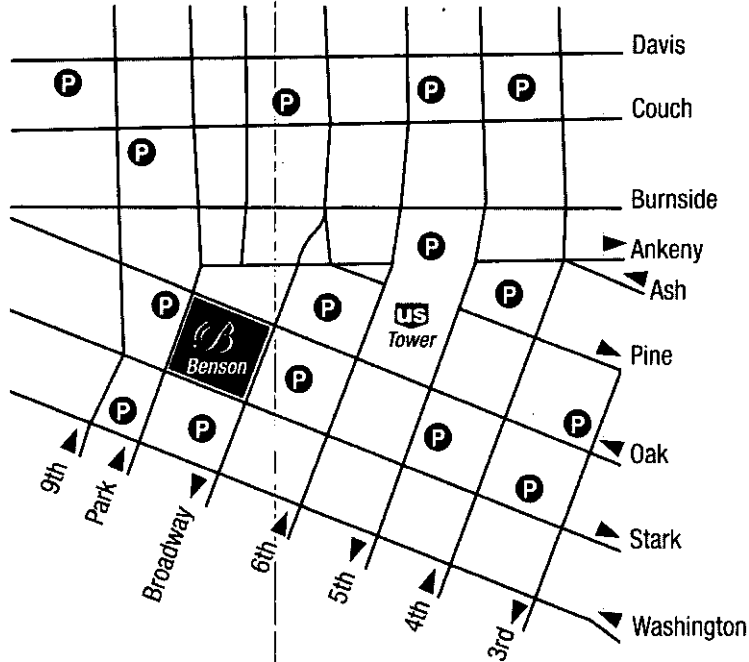 Davis
P
P
P
P
Couch
P
Burnside
P
Ankeny
Ash
P
P
P
B
Benson
us
Tower
Pine
P
P
P
P
P
Oak
P
Stark
9th
Park
Broadway
6th
5th
4th
3rd
Washington